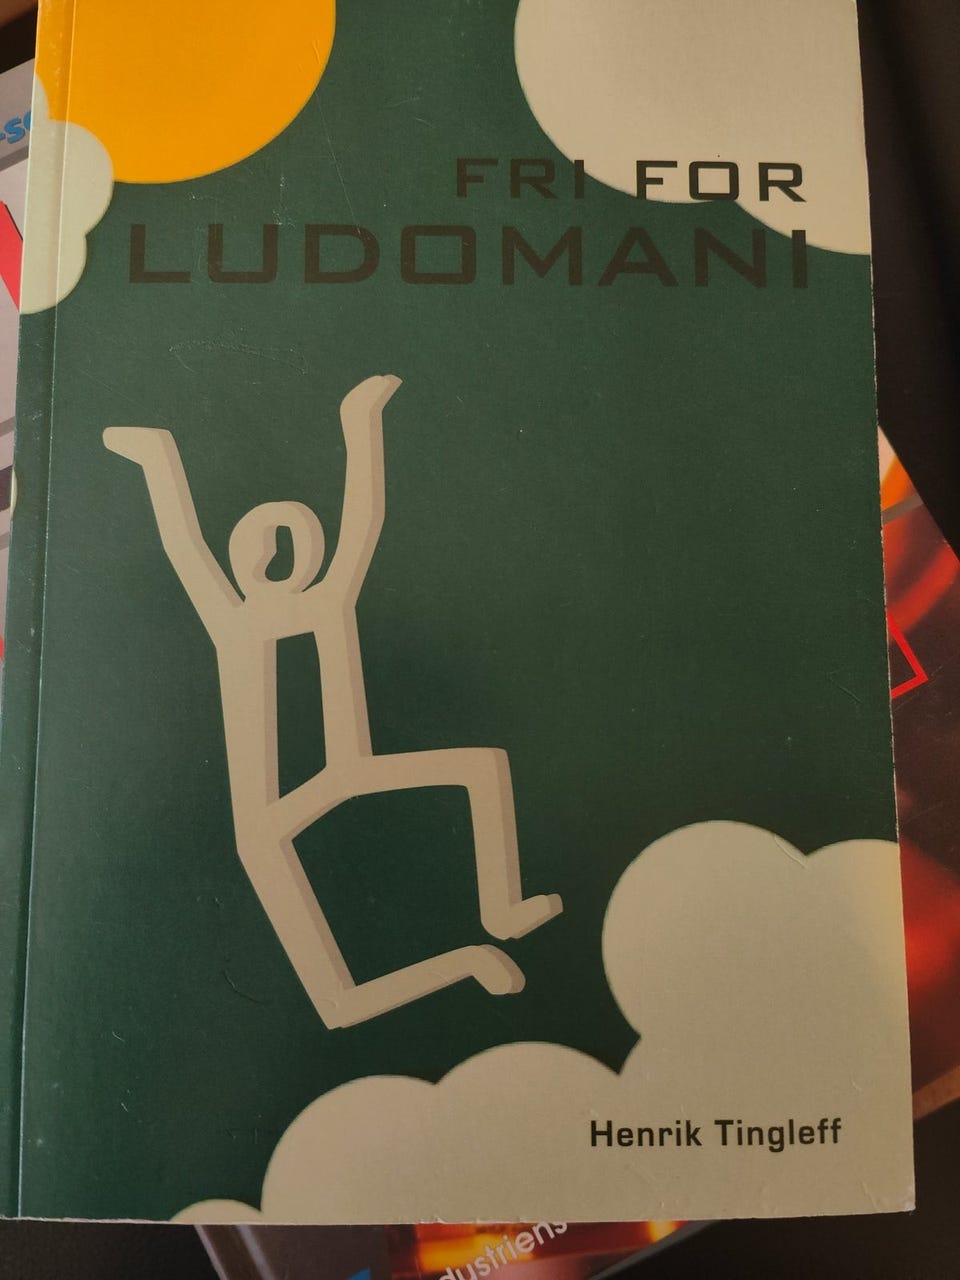 FRI FOR
LUDOMANI
Henrik Tingleff